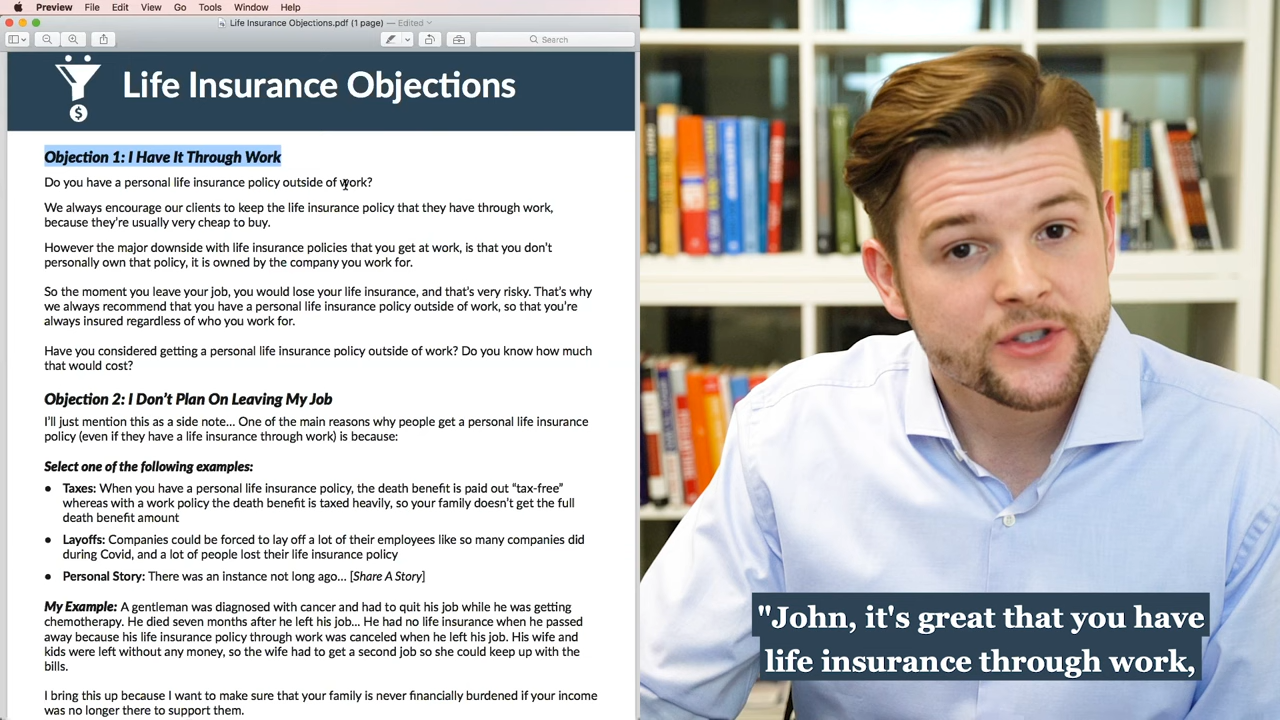 Preview File Edit View Go Tools Window Help
Life Insurance Objections.pdf (1 page) — Edited
Search
$
Life Insurance Objections
Objection 1: I Have It Through Work
Do you have a personal life insurance policy outside of work?
We always encourage our clients to keep the life insurance policy that they have through work,
because they're usually very cheap to buy.
However the major downside with life insurance policies that you get at work, is that you don't
personally own that policy, it is owned by the company you work for.
So the moment you leave your job, you would lose your life insurance, and that's very risky. That's why
we always recommend that you have a personal life insurance policy outside of work, so that you're
always insured regardless of who you work for.
Have you considered getting a personal life insurance policy outside of work? Do you know how much
that would cost?
Objection 2: I Don't Plan On Leaving My Job
I'll just mention this as a side note... One of the main reasons why people get a personal life insurance
policy (even if they have a life insurance through work) is because:
Select one of the following examples:
● Taxes: When you have a personal life insurance policy, the death benefit is paid out “tax-free”
whereas with a work policy the death benefit is taxed heavily, so your family doesn't get the full
death benefit amount
● Layoffs: Companies could be forced to lay off a lot of their employees like so many companies did
during Covid, and a lot of people lost their life insurance policy
● Personal Story: There was an instance not long ago... [Share A Story]
My Example: A gentleman was diagnosed with cancer and had to quit his job while he was getting
chemotherapy. He died seven months after he left his job... He had no life insurance when he passed
away because his life insurance policy through work was canceled when he left his job. His wife and
kids were left without any money, so the wife had to get a second job so she could keep up with the
bills.
I bring this up because I want to make sure that your family is never financially burdened if your income
was no longer there to support them.
"John, it's great that you have
life insurance through work,